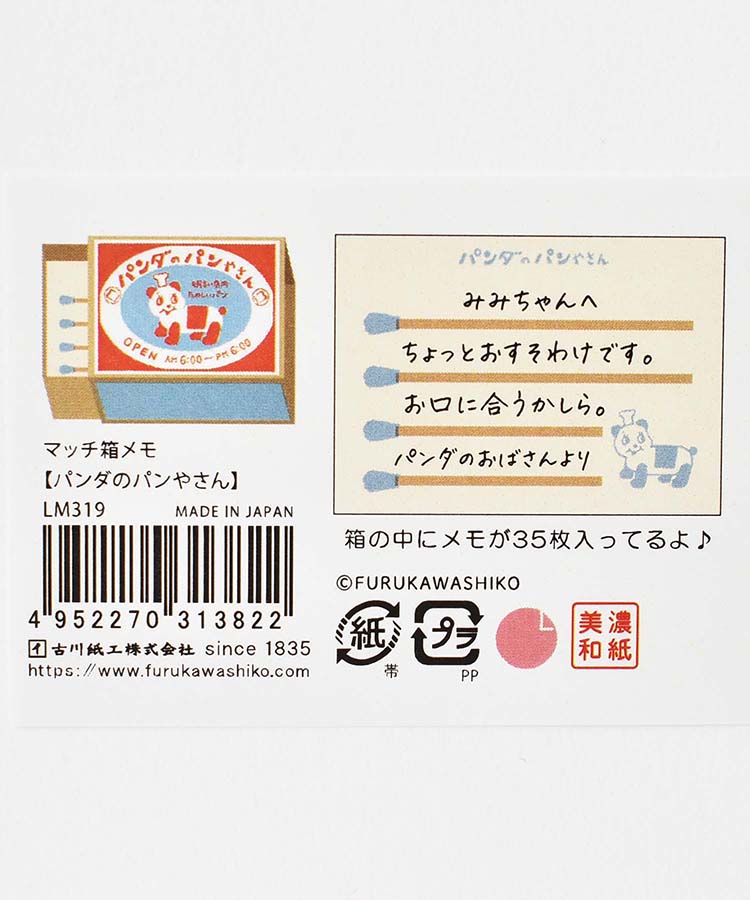 パンダのパンやさん
OPEN AM 6:00〜PM 6:00
マッチ箱メモ
【パンダのパンやさん】
LM319 MADE IN JAPAN
4 952270 313822
イ 古川紙工株式会社 since 1835
https://www.furukawashiko.com
パンダのパンやさん
みみちゃんへ
ちょっとおすそわけです。
お口に合うかしら。
パンダのおばさんより
箱の中にメモが35枚入ってるよ♪
©FURUKAWASHIKO
紙
帯
プラ
PP
美濃
和紙